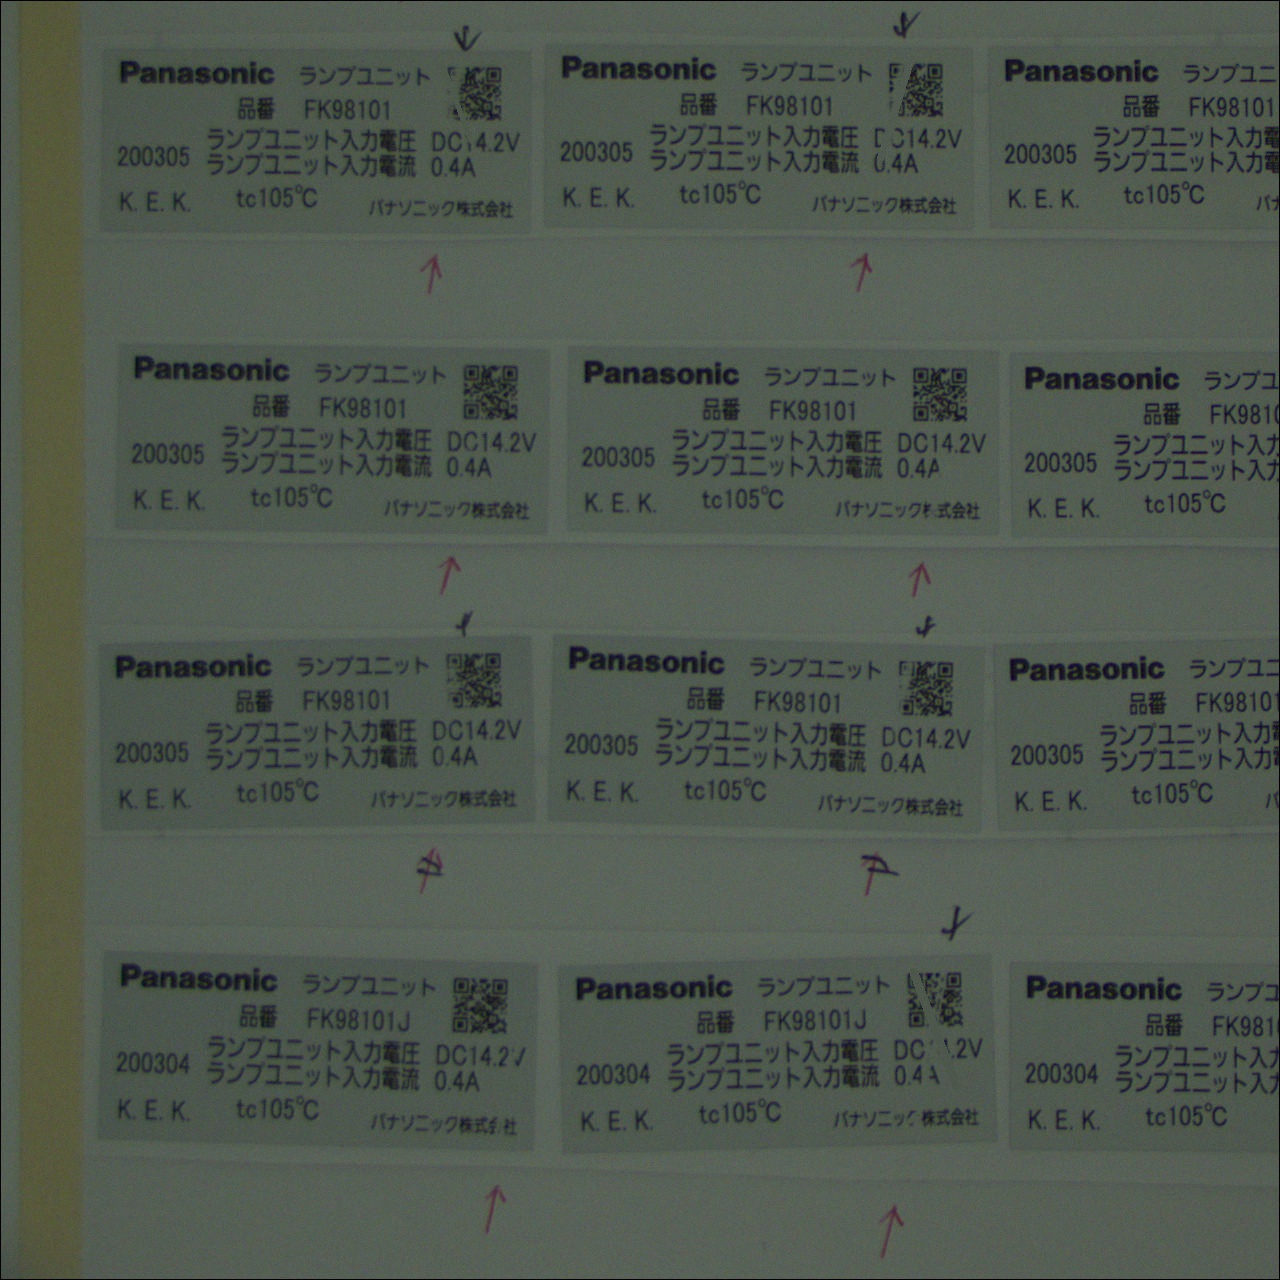 Panasonic ランプユニット
品番 FK98101
ランプユニット入力電圧 DC14.2V
200305 ランプユニット入力電流 0.4A
K. E. K. tc105℃ パナソニック株式会社
Panasonic ランプユニット
品番 FK98101
ランプユニット入力電圧 DC14.2V
200305 ランプユニット入力電流 0.4A
K. E. K. tc105℃ パナソニック株式会社
Panasonic ランプユニ
品番 FK98101
ランプユニット入力電
200305 ランプユニット入力電
K. E. K. tc105℃ パナ
Panasonic ランプユニット
品番 FK98101
ランプユニット入力電圧 DC14.2V
200305 ランプユニット入力電流 0.4A
K. E. K. tc105℃ パナソニック株式会社
Panasonic ランプユニット
品番 FK98101
ランプユニット入力電圧 DC14.2V
200305 ランプユニット入力電流 0.4A
K. E. K. tc105℃ パナソニック株式会社
Panasonic ランプユ
品番 FK9810
ランプユニット入力
200305 ランプユニット入力
K. E. K. tc105℃
Panasonic ランプユニット
品番 FK98101
ランプユニット入力電圧 DC14.2V
200305 ランプユニット入力電流 0.4A
K. E. K. tc105℃ パナソニック株式会社
Panasonic ランプユニット
品番 FK98101
ランプユニット入力電圧 DC14.2V
200305 ランプユニット入力電流 0.4A
K. E. K. tc105℃ パナソニック株式会社
Panasonic ランプユニ
品番 FK98101
ランプユニット入力電
200305 ランプユニット入力電
K. E. K. tc105℃
Panasonic ランプユニット
品番 FK98101J
ランプユニット入力電圧 DC14.2V
200304 ランプユニット入力電流 0.4A
K. E. K. tc105℃ パナソニック株式会社
Panasonic ランプユニット
品番 FK98101J
ランプユニット入力電圧 DC .2V
200304 ランプユニット入力電流 0.4A
K. E. K. tc105℃ パナソニック株式会社
Panasonic ランプユ
品番 FK981
ランプユニット入力
200304 ランプユニット入力
K. E. K. tc105℃